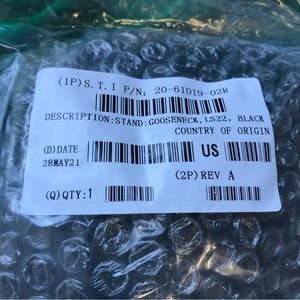 (1P)S.T.I P/N: 20-61019-02R
DESCRIPTION:STAND:GOOSENECK,LS22, BLACK
COUNTRY OF ORIGIN
(D)DATE
28MAY21
US
(2P)REV A
(Q)QTY:1